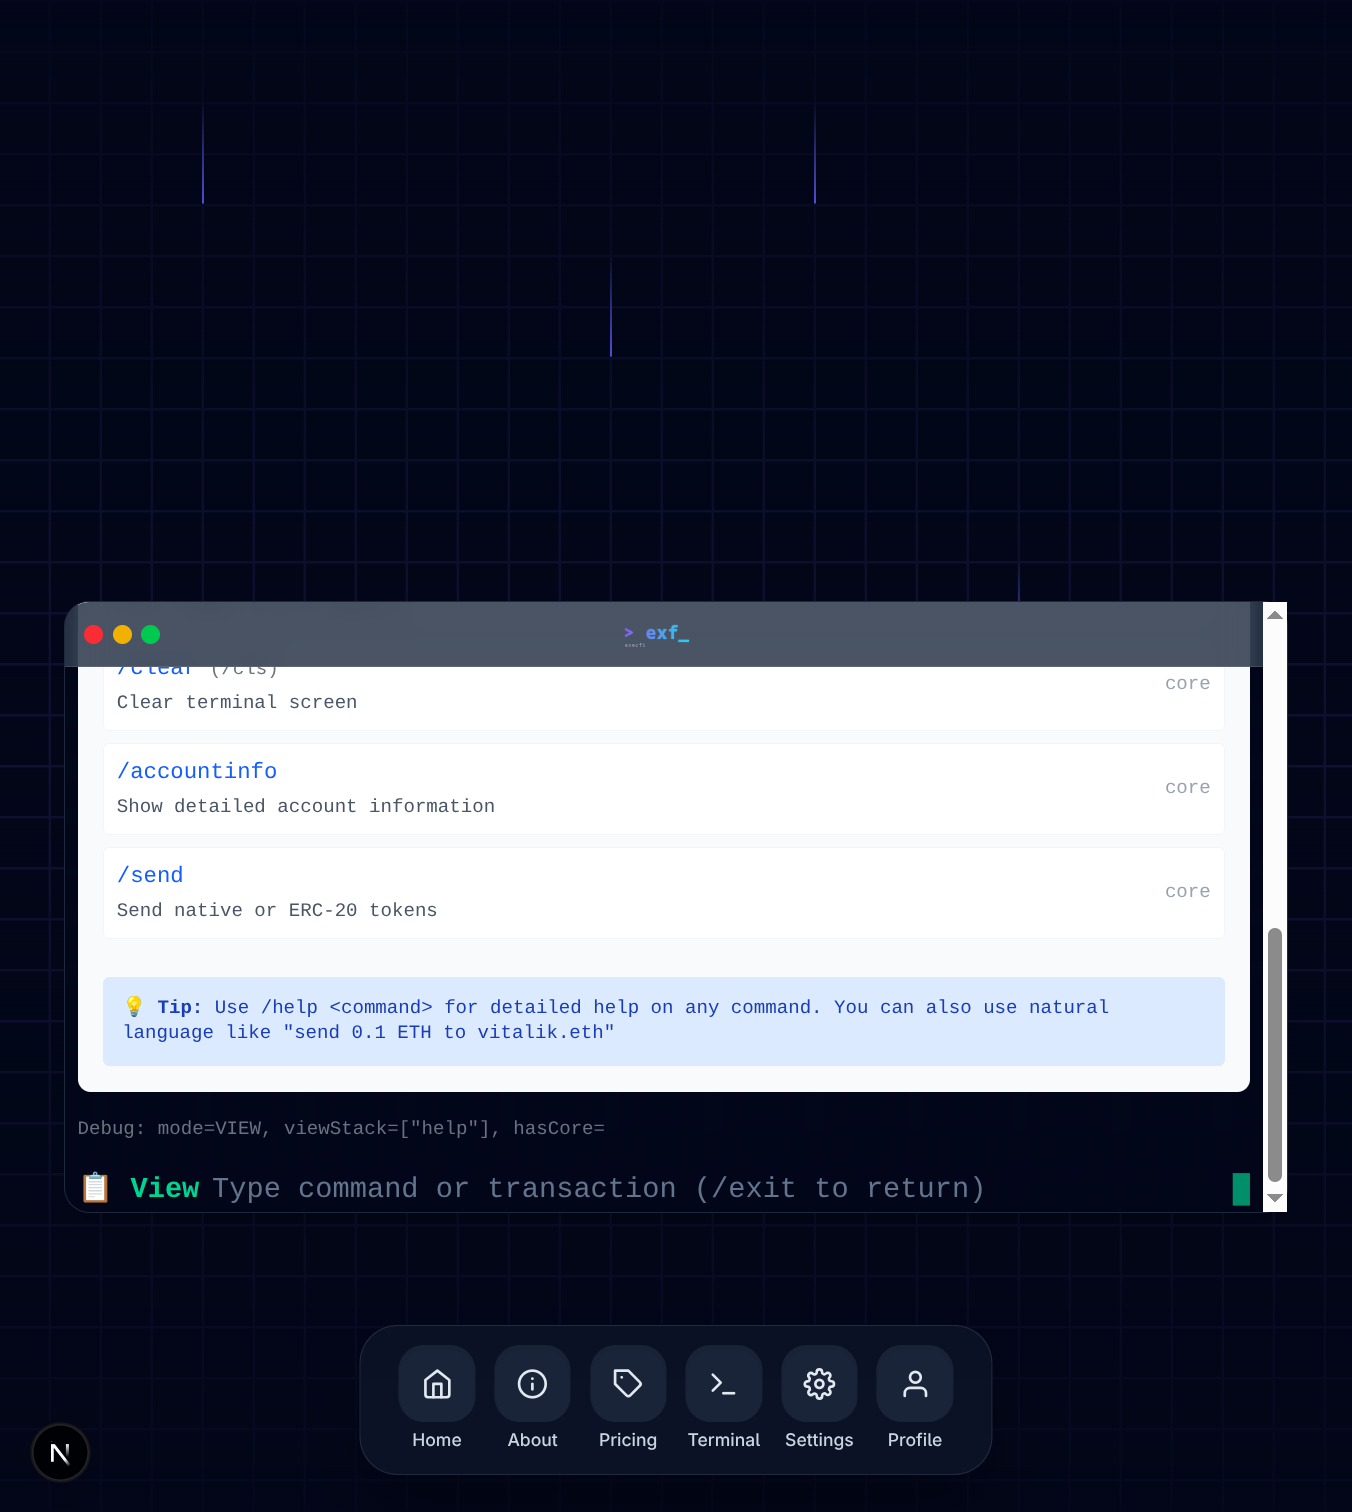 > exf_
execfi
/clear (/cls)
Clear terminal screen
core
/accountinfo
Show detailed account information
core
/send
Send native or ERC-20 tokens
core
💡 Tip: Use /help <command> for detailed help on any command. You can also use natural
language like "send 0.1 ETH to vitalik.eth"
Debug: mode=VIEW, viewStack=["help"], hasCore=
📋 View Type command or transaction (/exit to return)
Home
About
Pricing
Terminal
Settings
Profile
N